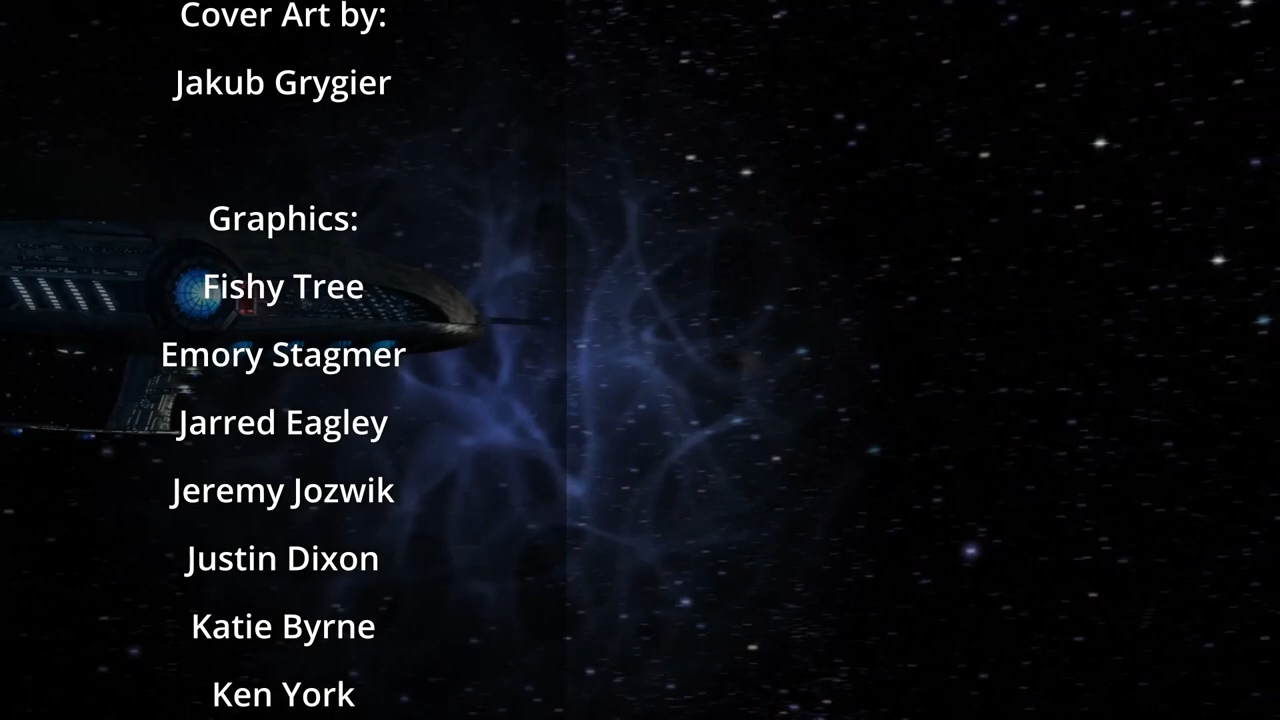 Cover Art by:
Jakub Grygier
Graphics:
Fishy Tree
Emory Stagmer
Jarred Eagley
Jeremy Jozwik
Justin Dixon
Katie Byrne
Ken York